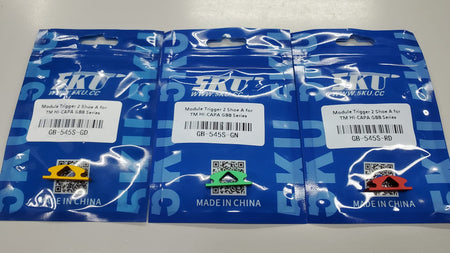 5KU
WWW.5KU.CC
Module Trigger 2 Shoe A for
TM HI-CAPA GBB Series
GB-545S-GD
MADE IN CHINA
5KU
WWW.5KU.CC
Module Trigger 2 Shoe A for
TM HI-CAPA GBB Series
GB-545S-GN
MADE IN CHINA
5KU
WWW.5KU.CC
Module Trigger 2 Shoe A for
TM HI-CAPA GBB Series
GB-545S-RD
MADE IN CHINA